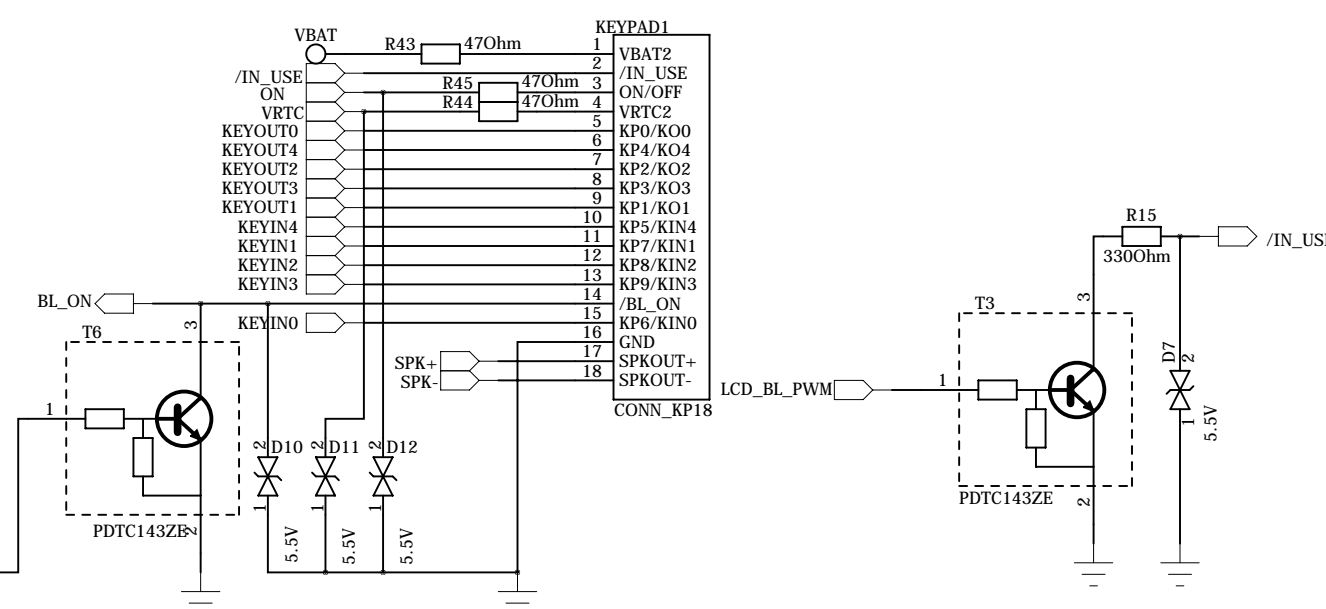 KEYPAD1
VBAT
R43 47Ohm 1 VBAT2
/IN_USE 2 /IN_USE
ON R45 47Ohm 3 ON/OFF
VRTC R44 47Ohm 4 VRTC2
KEYOUT0 5 KP0/KO0
KEYOUT4 6 KP4/KO4
KEYOUT2 7 KP2/KO2
KEYOUT3 8 KP3/KO3
KEYOUT1 9 KP1/KO1
KEYIN4 10 KP5/KIN4
KEYIN1 11 KP7/KIN1
KEYIN2 12 KP8/KIN2
KEYIN3 13 KP9/KIN3
BL_ON 14 /BL_ON
KEYIN0 15 KP6/KIN0
16 GND
SPK+ 17 SPKOUT+
SPK- 18 SPKOUT-
CONN_KP18
T6
3
1
2
PDTC143ZE
2 D10 2 D11 2 D12
1 1 1
5.5V 5.5V 5.5V
R15
330Ohm
/IN_US
T3
3
D7
2
LCD_BL_PWM 1
1
5.5V
PDTC143ZE
2